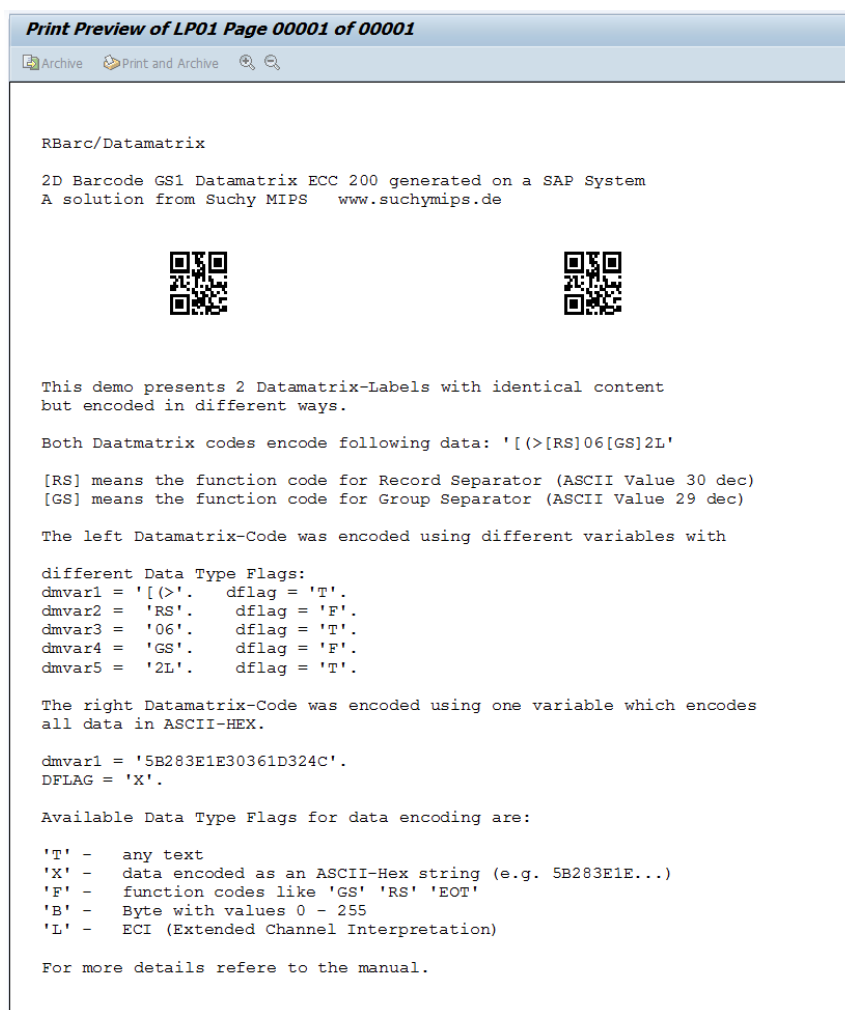 Print Preview of LP01 Page 00001 of 00001
Archive Print and Archive
RBarc/Datamatrix
2D Barcode GS1 Datamatrix ECC 200 generated on a SAP System
A solution from Suchy MIPS www.suchymips.de
This demo presents 2 Datamatrix-Labels with identical content
but encoded in different ways.
Both Daatmatrix codes encode following data: '[(>[RS]06[GS]2L'
[RS] means the function code for Record Separator (ASCII Value 30 dec)
[GS] means the function code for Group Separator (ASCII Value 29 dec)
The left Datamatrix-Code was encoded using different variables with
different Data Type Flags:
dmvar1 = '[(>'. dflag = 'T'.
dmvar2 = 'RS'. dflag = 'F'.
dmvar3 = '06'. dflag = 'T'.
dmvar4 = 'GS'. dflag = 'F'.
dmvar5 = '2L'. dflag = 'T'.
The right Datamatrix-Code was encoded using one variable which encodes
all data in ASCII-HEX.
dmvar1 = '5B283E1E30361D324C'.
DFLAG = 'X'.
Available Data Type Flags for data encoding are:
'T' - any text
'X' - data encoded as an ASCII-Hex string (e.g. 5B283E1E...)
'F' - function codes like 'GS' 'RS' 'EOT'
'B' - Byte with values 0 - 255
'L' - ECI (Extended Channel Interpretation)
For more details refere to the manual.